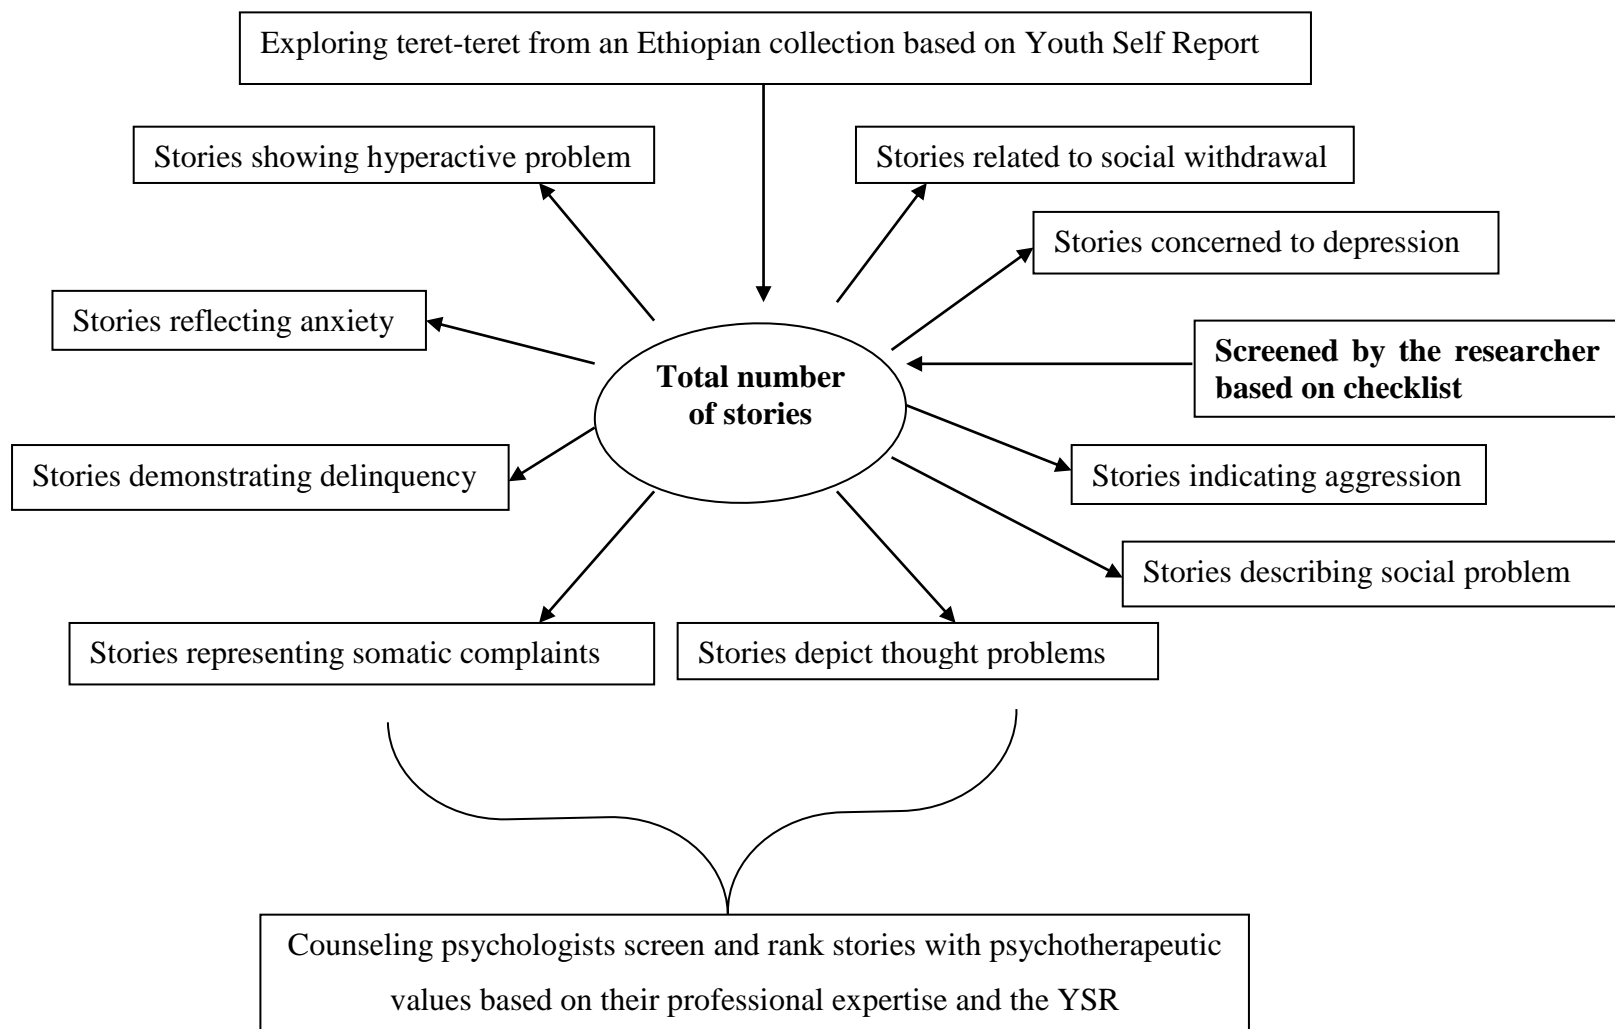 Exploring teret-teret from an Ethiopian collection based on Youth Self Report
Stories showing hyperactive problem
Stories related to social withdrawal
Stories concerned to depression
Stories reflecting anxiety
Screened by the researcher
based on checklist
Total number
of stories
Stories demonstrating delinquency
Stories indicating aggression
Stories describing social problem
Stories representing somatic complaints
Stories depict thought problems
Counseling psychologists screen and rank stories with psychotherapeutic
values based on their professional expertise and the YSR